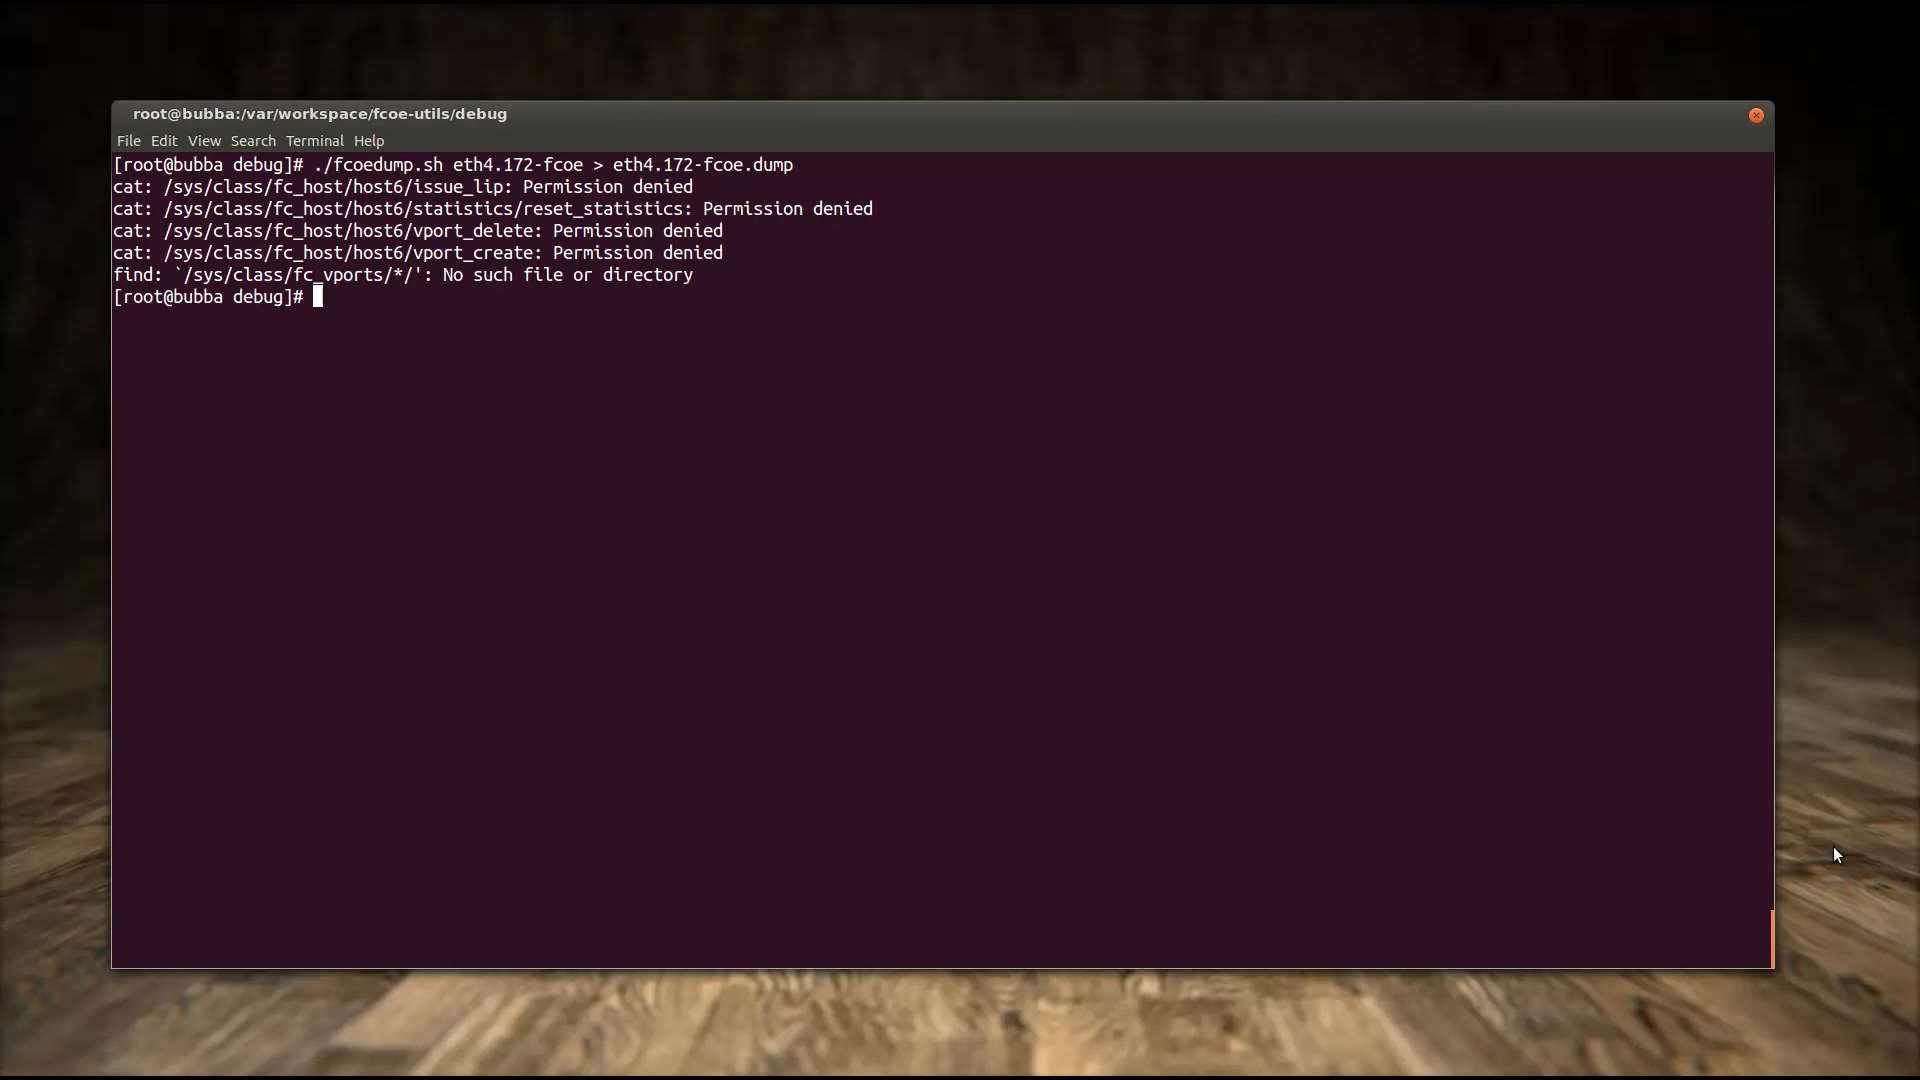 root@bubba:/var/workspace/fcoe-utils/debug
File Edit View Search Terminal Help
[root@bubba debug]# ./fcoedump.sh eth4.172-fcoe > eth4.172-fcoe.dump
cat: /sys/class/fc_host/host6/issue_lip: Permission denied
cat: /sys/class/fc_host/host6/statistics/reset_statistics: Permission denied
cat: /sys/class/fc_host/host6/vport_delete: Permission denied
cat: /sys/class/fc_host/host6/vport_create: Permission denied
find: `/sys/class/fc_vports/*/': No such file or directory
[root@bubba debug]#